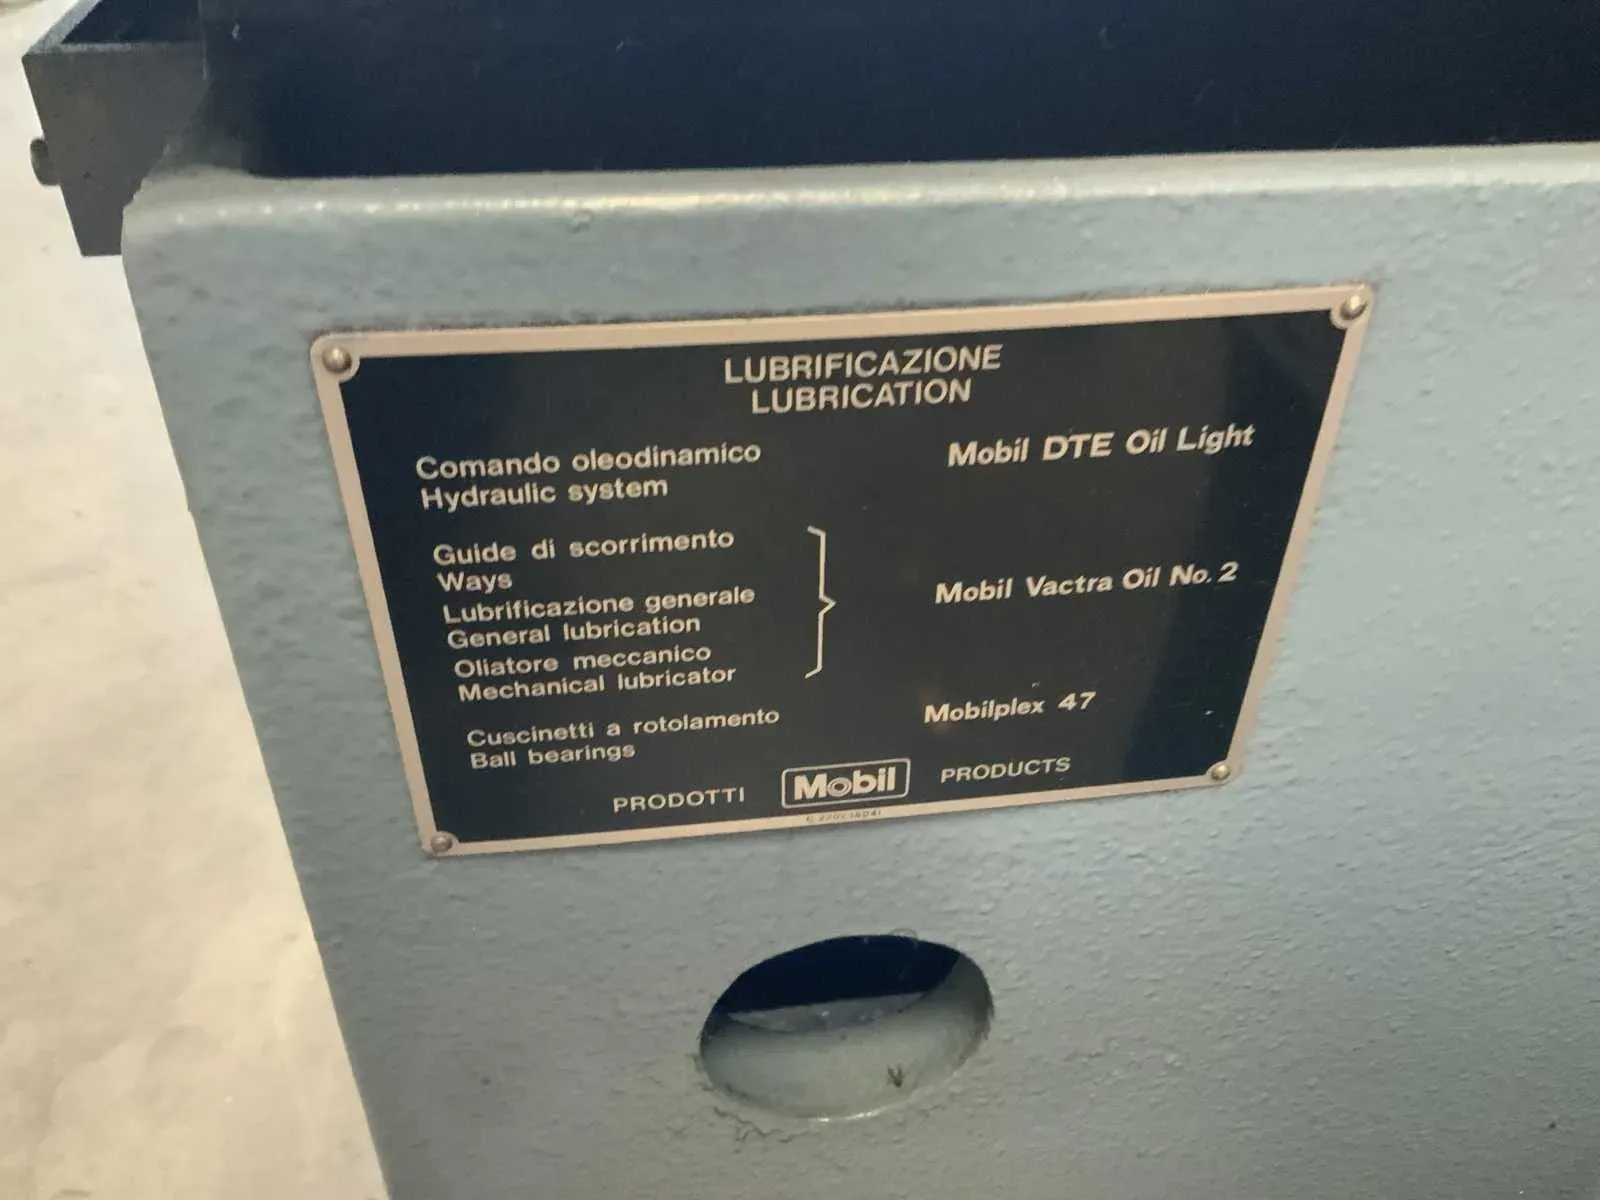 LUBRIFICAZIONE
LUBRICATION
Comando oleodinamico
Hydraulic system
Mobil DTE Oil Light
Guide di scorrimento
Ways
Lubrificazione generale
General lubrication
Oliatore meccanico
Mechanical lubricator
Mobil Vactra Oil No. 2
Cuscinetti a rotolamento
Ball bearings
Mobilplex 47
PRODOTTI Mobil PRODUCTS